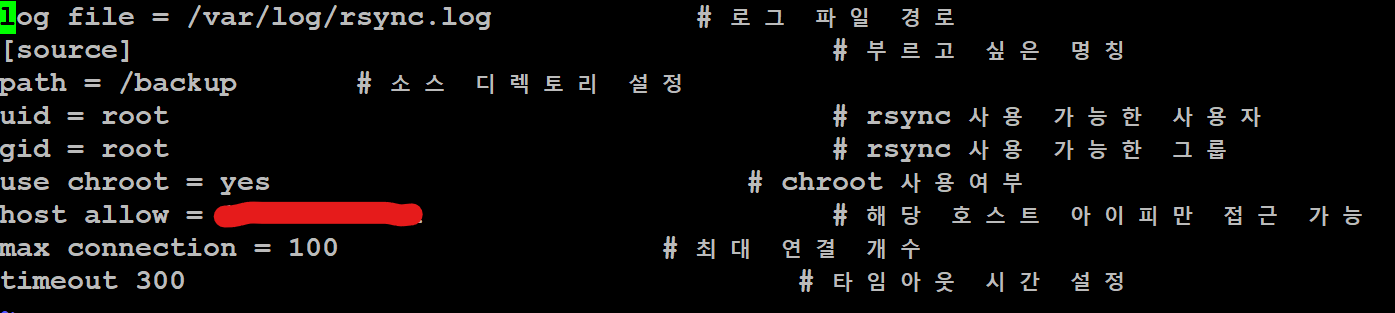 log file = /var/log/rsync.log # 로그 파일 경로
[source] # 부르고 싶은 명칭
path = /backup # 소스 디렉토리 설정
uid = root # rsync 사용 가능한 사용자
gid = root # rsync 사용 가능한 그룹
use chroot = yes # chroot 사용여부
host allow = # 해당 호스트 아이피만 접근 가능
max connection = 100 # 최대 연결 개수
timeout 300 # 타임아웃 시간 설정
~